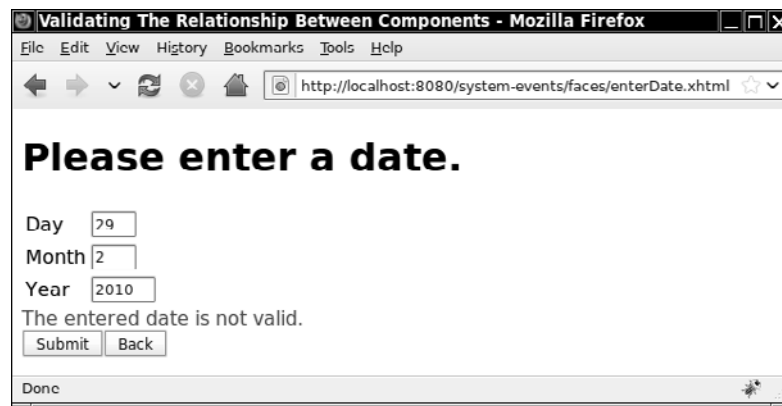 Validating The Relationship Between Components - Mozilla Firefox
File Edit View History Bookmarks Tools Help
http://localhost:8080/system-events/faces/enterDate.xhtml
Please enter a date.
Day 29
Month 2
Year 2010
The entered date is not valid.
Submit Back
Done